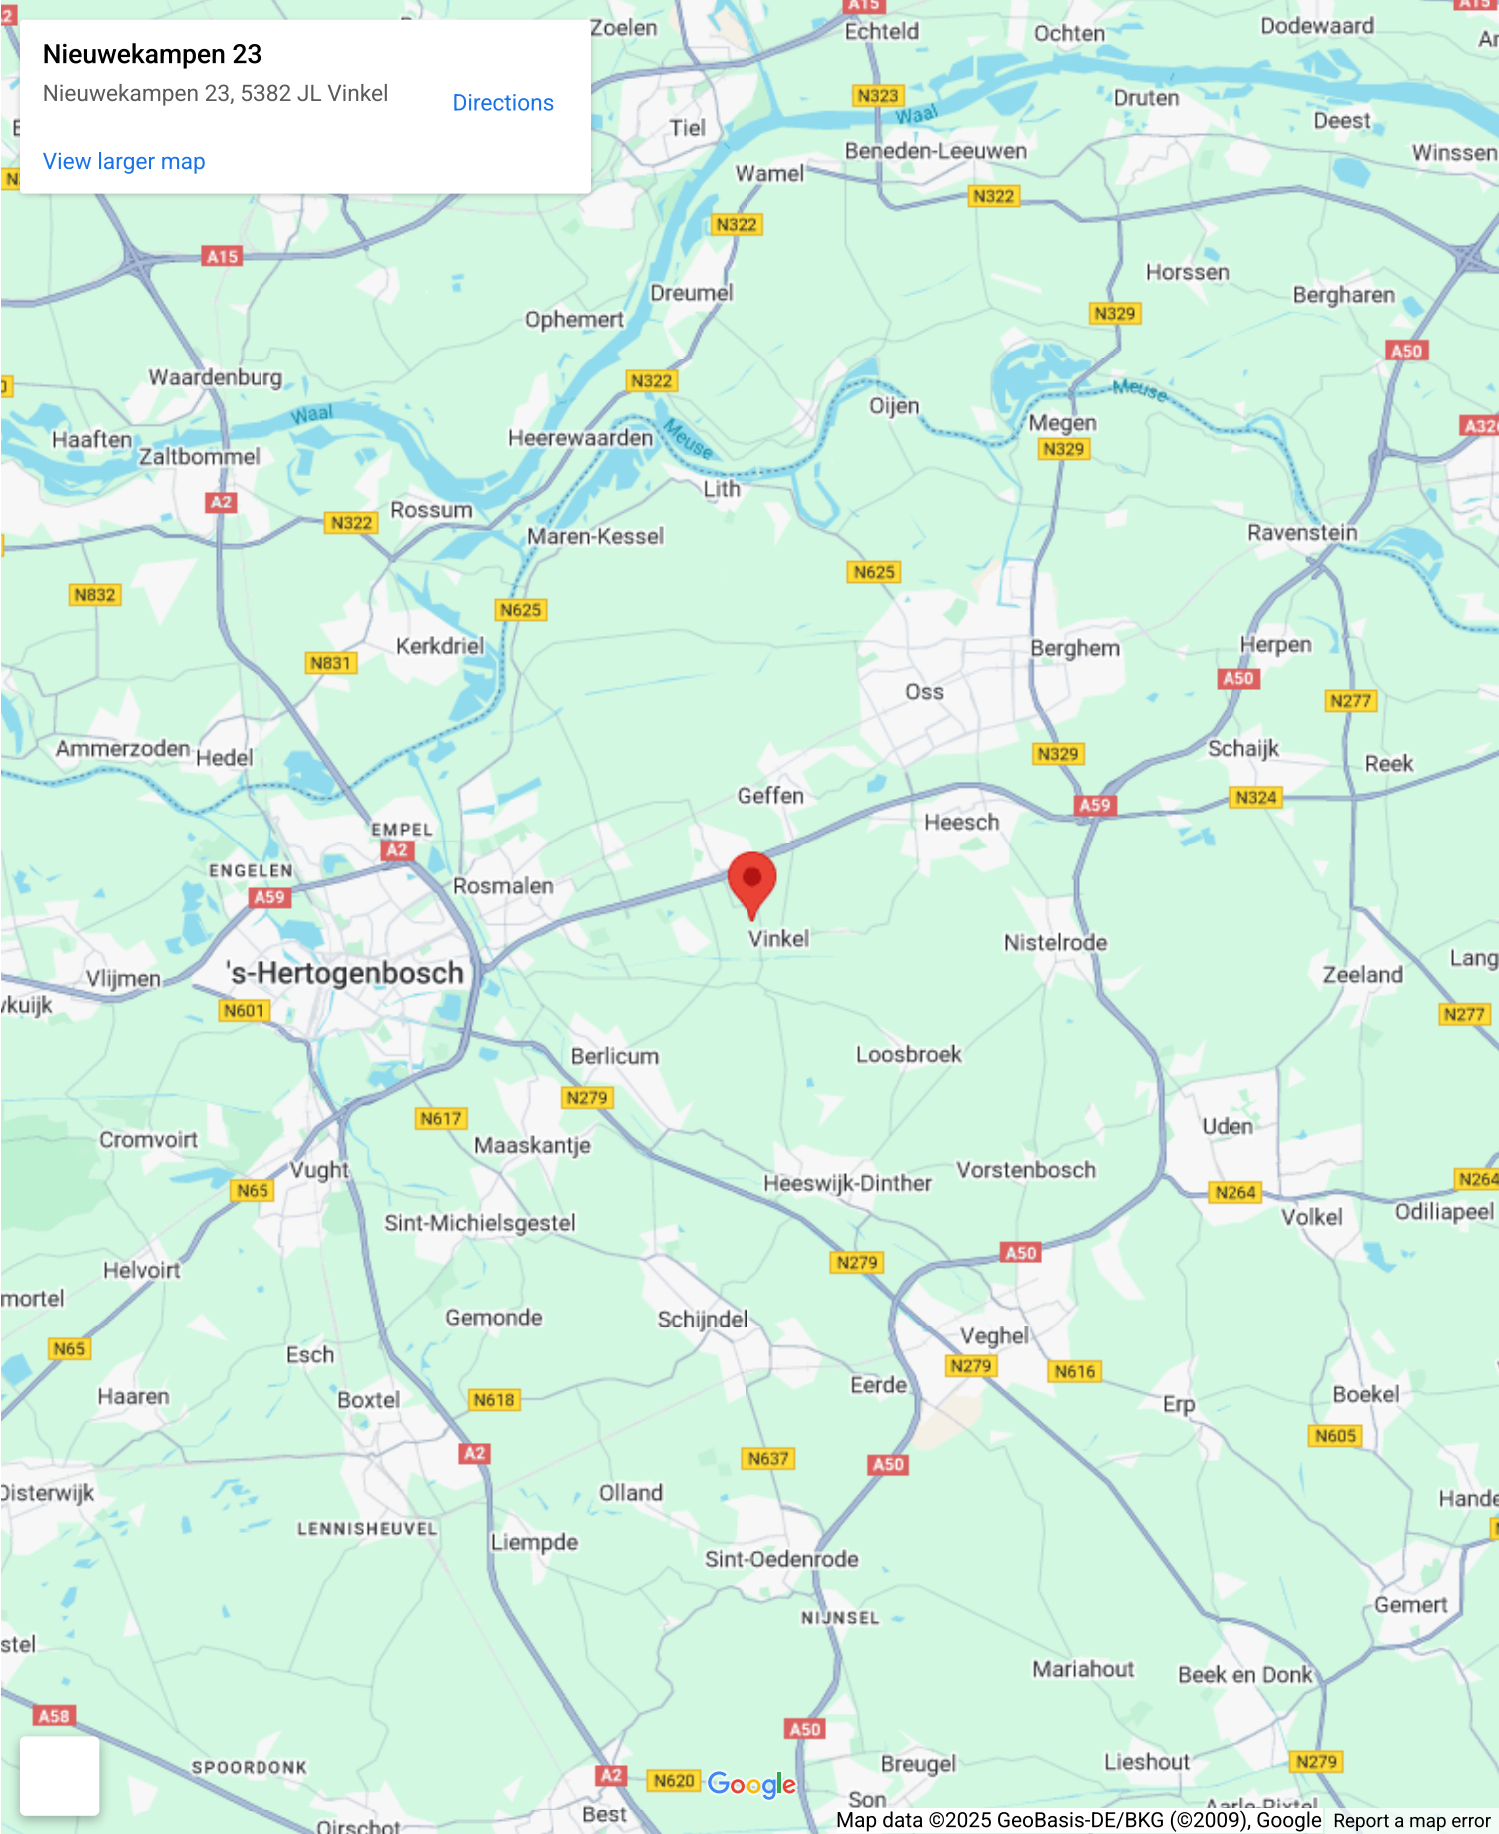 Nieuwekampen 23
Nieuwekampen 23, 5382 JL Vinkel
Directions
View larger map
A15
A15
Zoelen
Echteld
Ochten
Dodewaard
N323
Waal
Druten
Deest
Tiel
Beneden-Leeuwen
Winssen
Wamel
N322
N322
A15
Horssen
Dreumel
Bergharen
Ophemert
N329
A50
Waardenburg
N322
Waal
Meuse
Oijen
Haaften
Heerewaarden
Meuse
Megen
Zaltbommel
N329
Lith
A2
Rossum
N322
Maren-Kessel
Ravenstein
N625
N832
N625
Kerkdriel
N831
Berghem
Herpen
A50
Oss
N277
Ammerzoden
Hedel
Schaijk
N329
Reek
Geffen
N324
A59
Heesch
EMPEL
A2
ENGELEN
A59
Rosmalen
Vinkel
Nistelrode
's-Hertogenbosch
Vlijmen
Zeeland
N601
N277
Berlicum
Loosbroek
N279
N617
Cromvoirt
Maaskantje
Uden
Vught
Heeswijk-Dinther
Vorstenbosch
N65
N264
N264
Sint-Michielsgestel
Volkel
Odiliapeel
A50
N279
Helvoirt
Gemonde
Schijndel
Veghel
N65
Esch
N279
N616
Eerde
Haaren
Boxtel
N618
Erp
Boekel
N605
A2
N637
A50
Oisterwijk
Olland
LENNISHEUVEL
Liempde
Sint-Oedenrode
NIJNSEL
Gemert
Mariahout
Beek en Donk
A58
A50
SPOORDONK
Breugel
Lieshout
N279
A2
N620
Google
Son
Best
Map data ©2025 GeoBasis-DE/BKG (©2009), Google
Report a map error